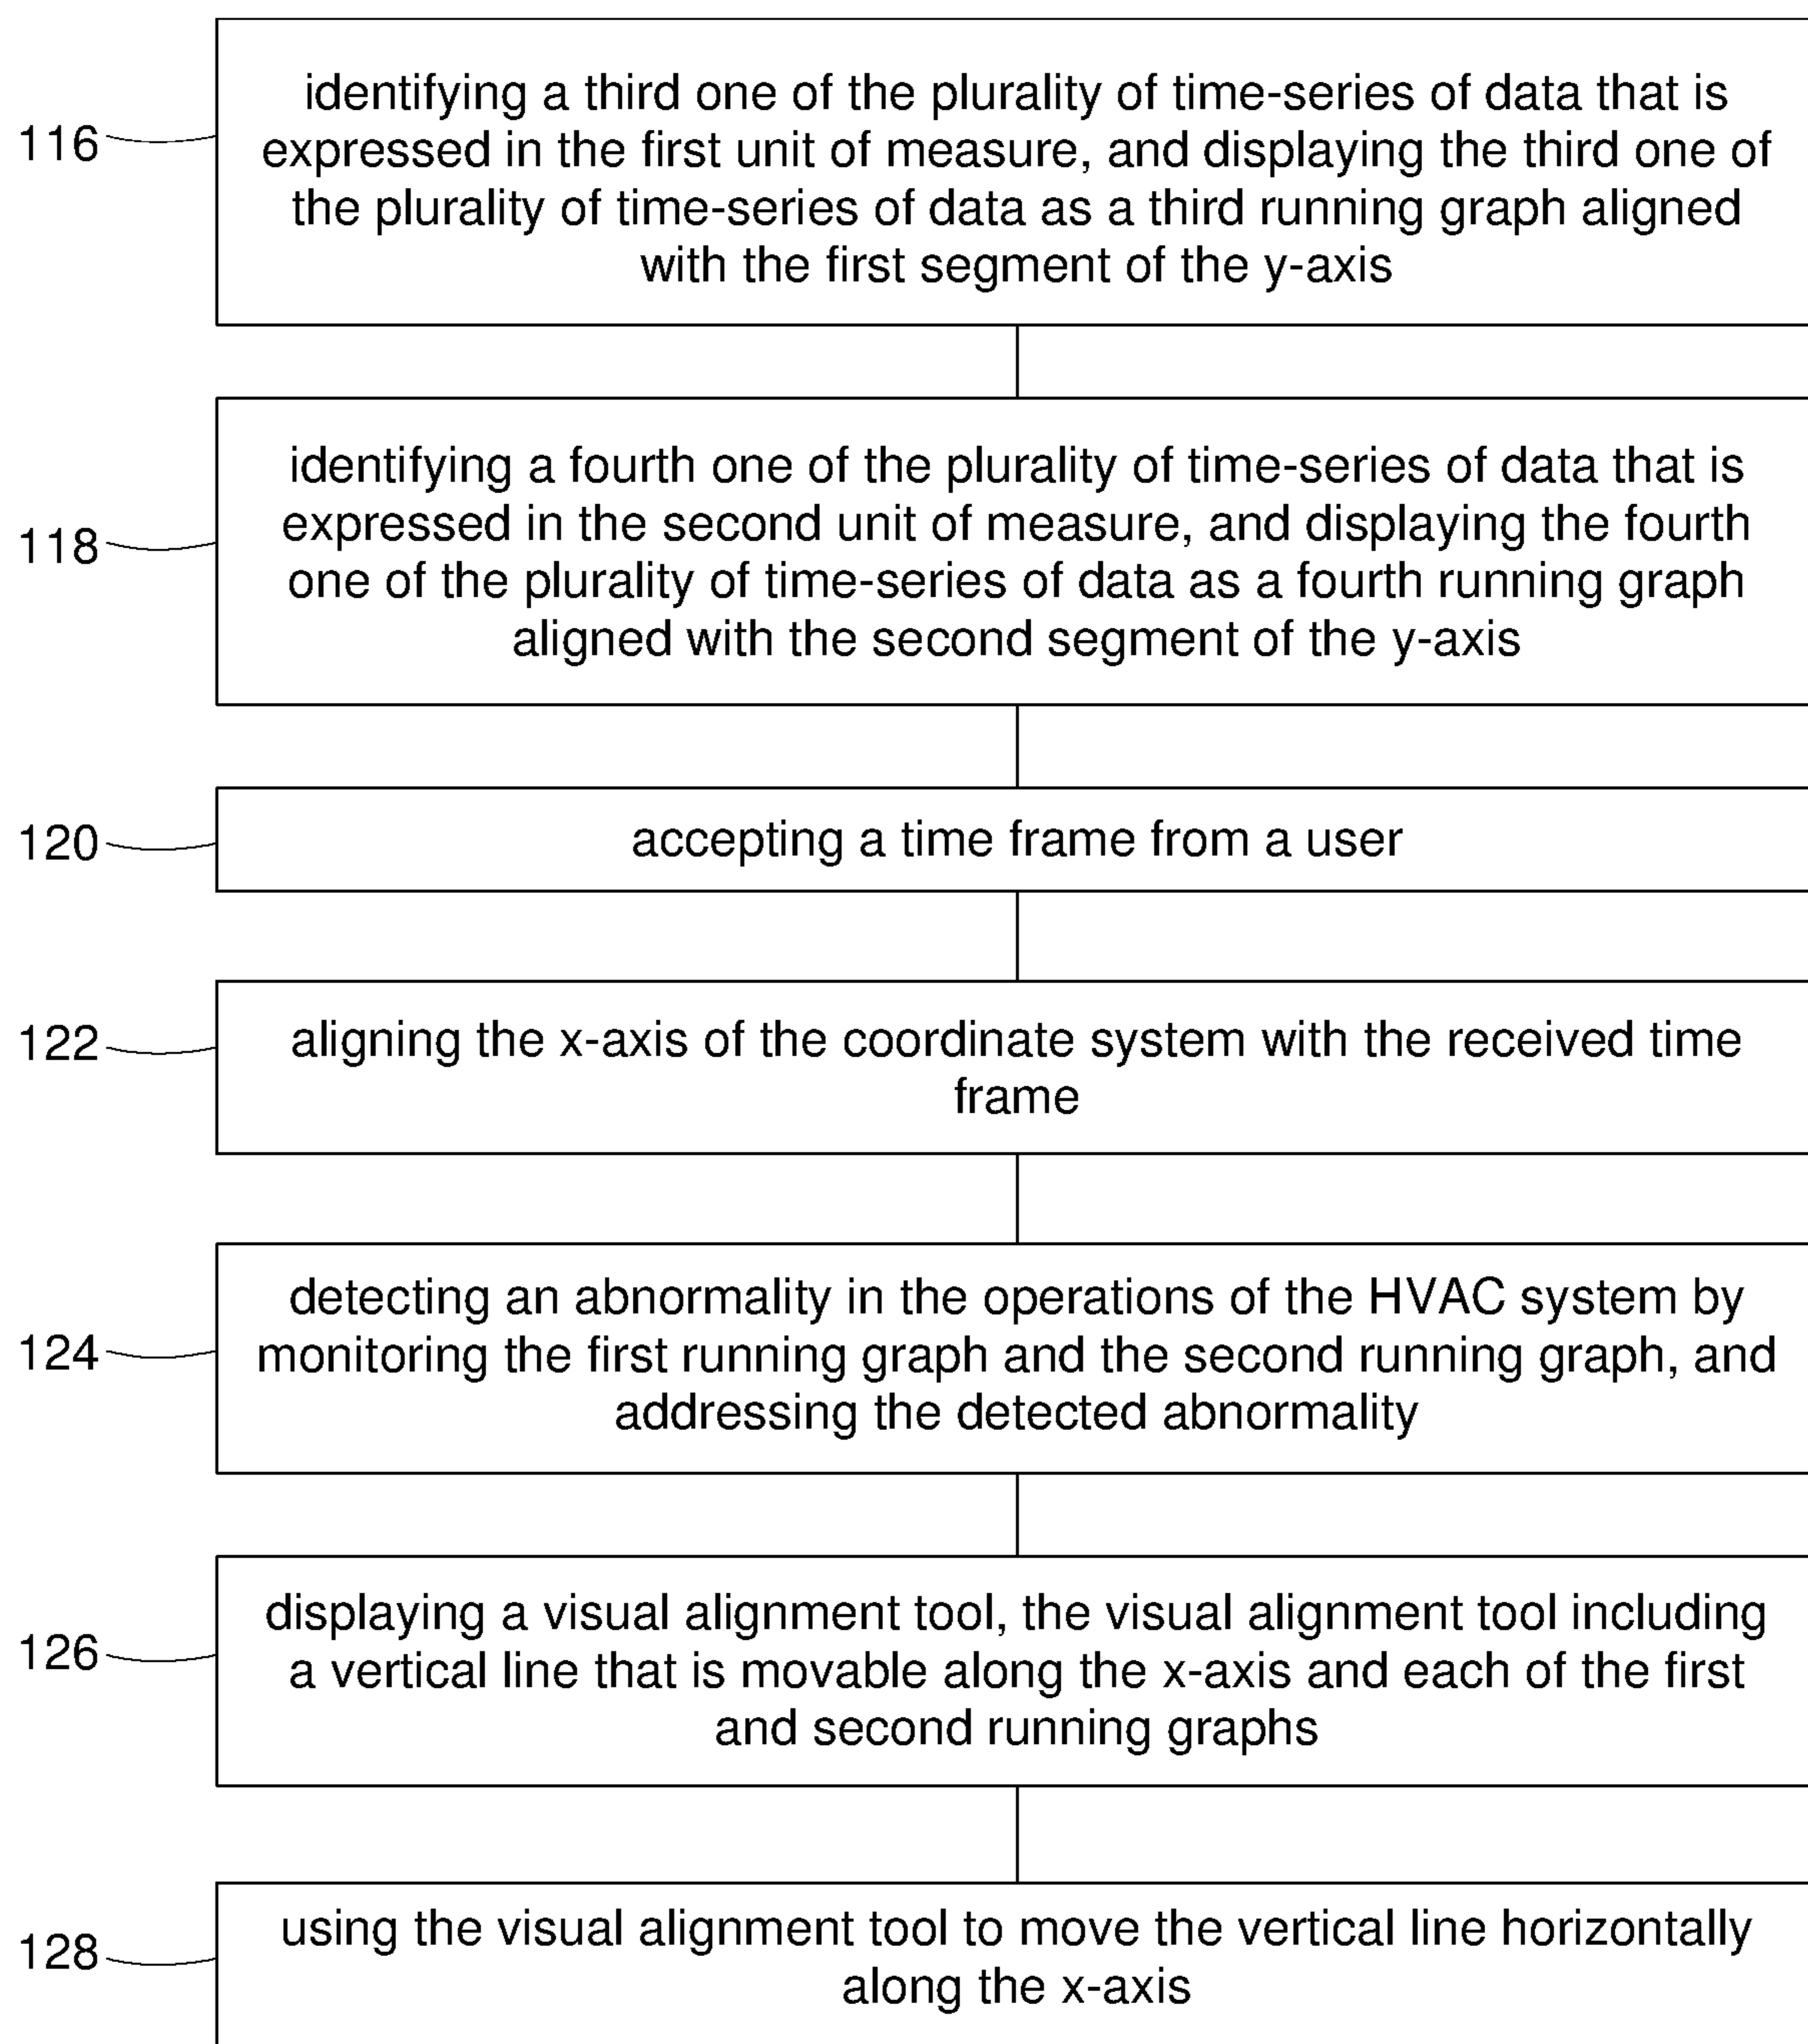 116
identifying a third one of the plurality of time-series of data that is
expressed in the first unit of measure, and displaying the third one of
the plurality of time-series of data as a third running graph aligned
with the first segment of the y-axis
118
identifying a fourth one of the plurality of time-series of data that is
expressed in the second unit of measure, and displaying the fourth
one of the plurality of time-series of data as a fourth running graph
aligned with the second segment of the y-axis
120
accepting a time frame from a user
122
aligning the x-axis of the coordinate system with the received time
frame
124
detecting an abnormality in the operations of the HVAC system by
monitoring the first running graph and the second running graph, and
addressing the detected abnormality
126
displaying a visual alignment tool, the visual alignment tool including
a vertical line that is movable along the x-axis and each of the first
and second running graphs
128
using the visual alignment tool to move the vertical line horizontally
along the x-axis